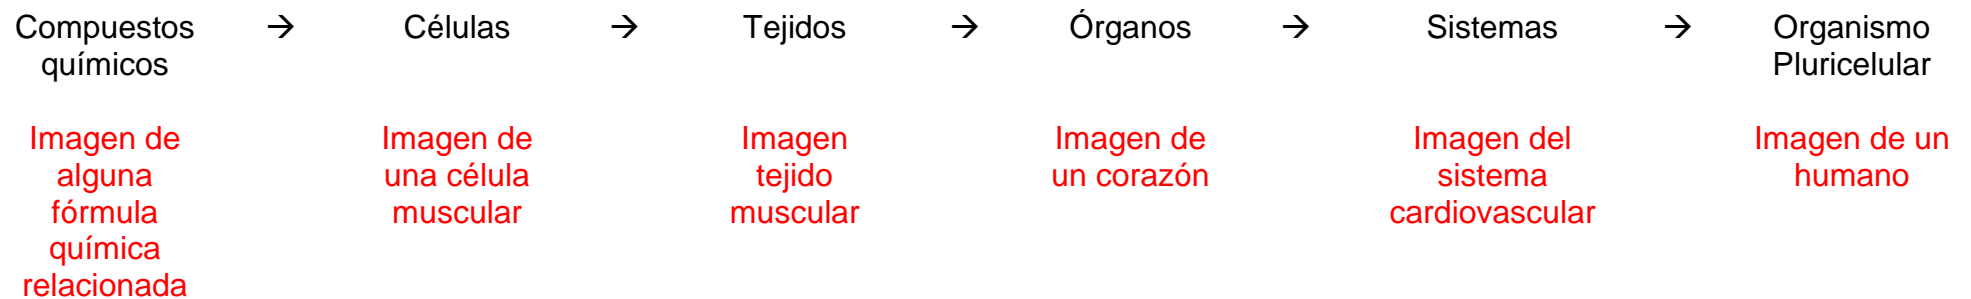 Compuestos → Células → Tejidos → Órganos → Sistemas → Organismo
químicos Pluricelular
Imagen de Imagen de Imagen Imagen de Imagen del Imagen de un
alguna una célula tejido un corazón sistema humano
fórmula muscular muscular cardiovascular
química
relacionada